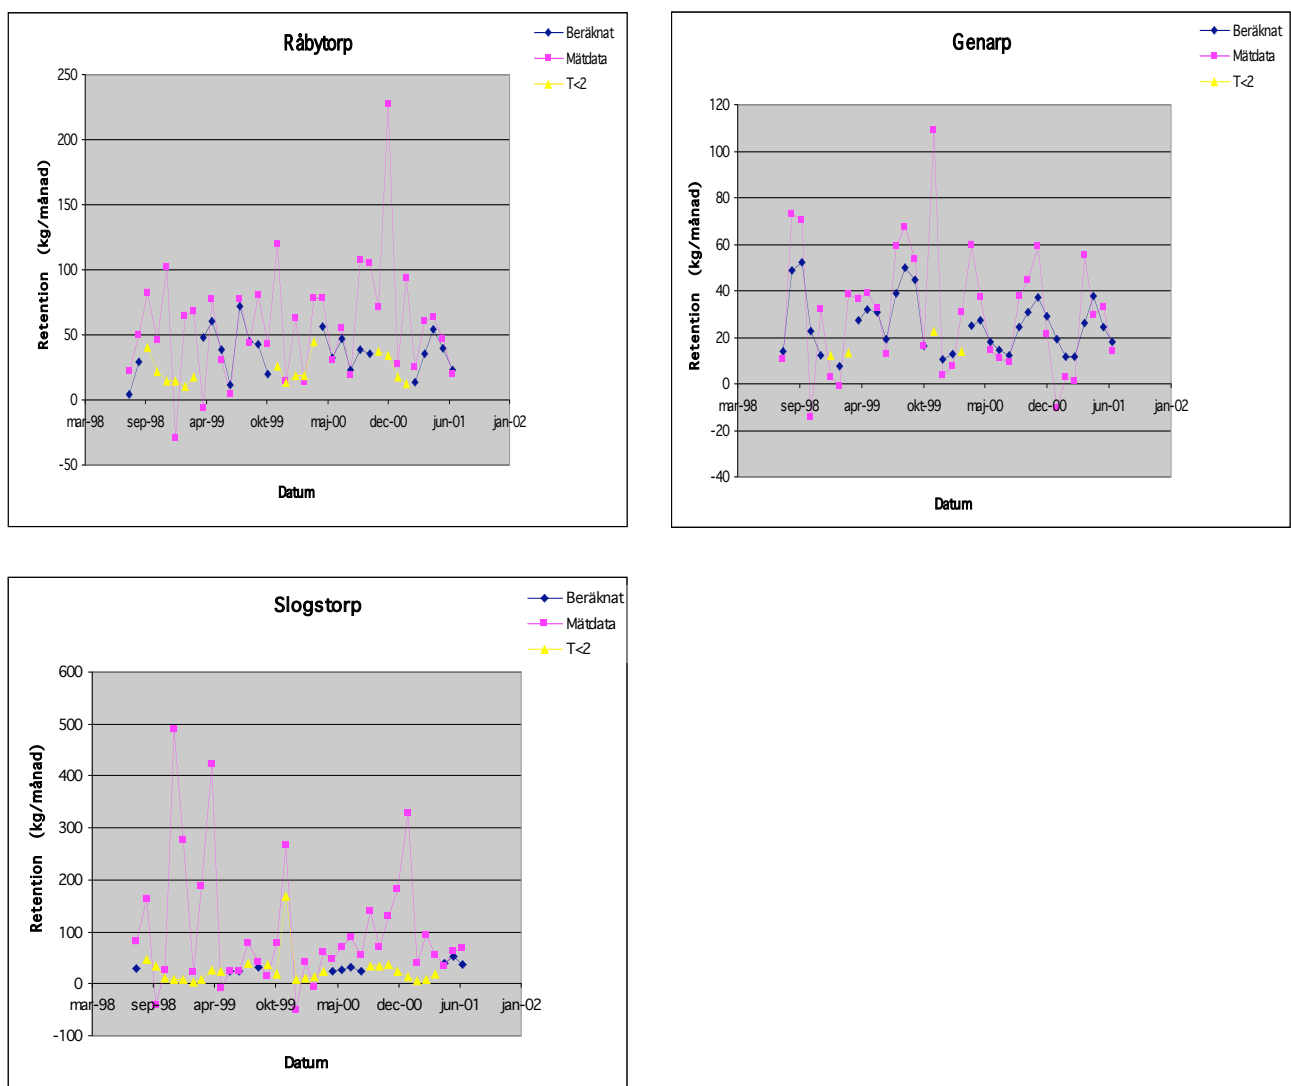 Råbytorp
Beräknat
Mätdata
T<2
250
200
150
100
50
0
-50
Retention (kg/månad)
mar-98 sep-98 apr-99 okt-99 maj-00 dec-00 jun-01 jan-02
Datum
Genarp
Beräknat
Mätdata
T<2
120
100
80
60
40
20
0
-20
-40
Retention (kg/månad)
mar-98 sep-98 apr-99 okt-99 maj-00 dec-00 jun-01 jan-02
Datum
Slogstorp
Beräknat
Mätdata
T<2
600
500
400
300
200
100
0
-100
Retention (kg/månad)
mar-98 sep-98 apr-99 okt-99 maj-00 dec-00 jun-01 jan-02
Datum